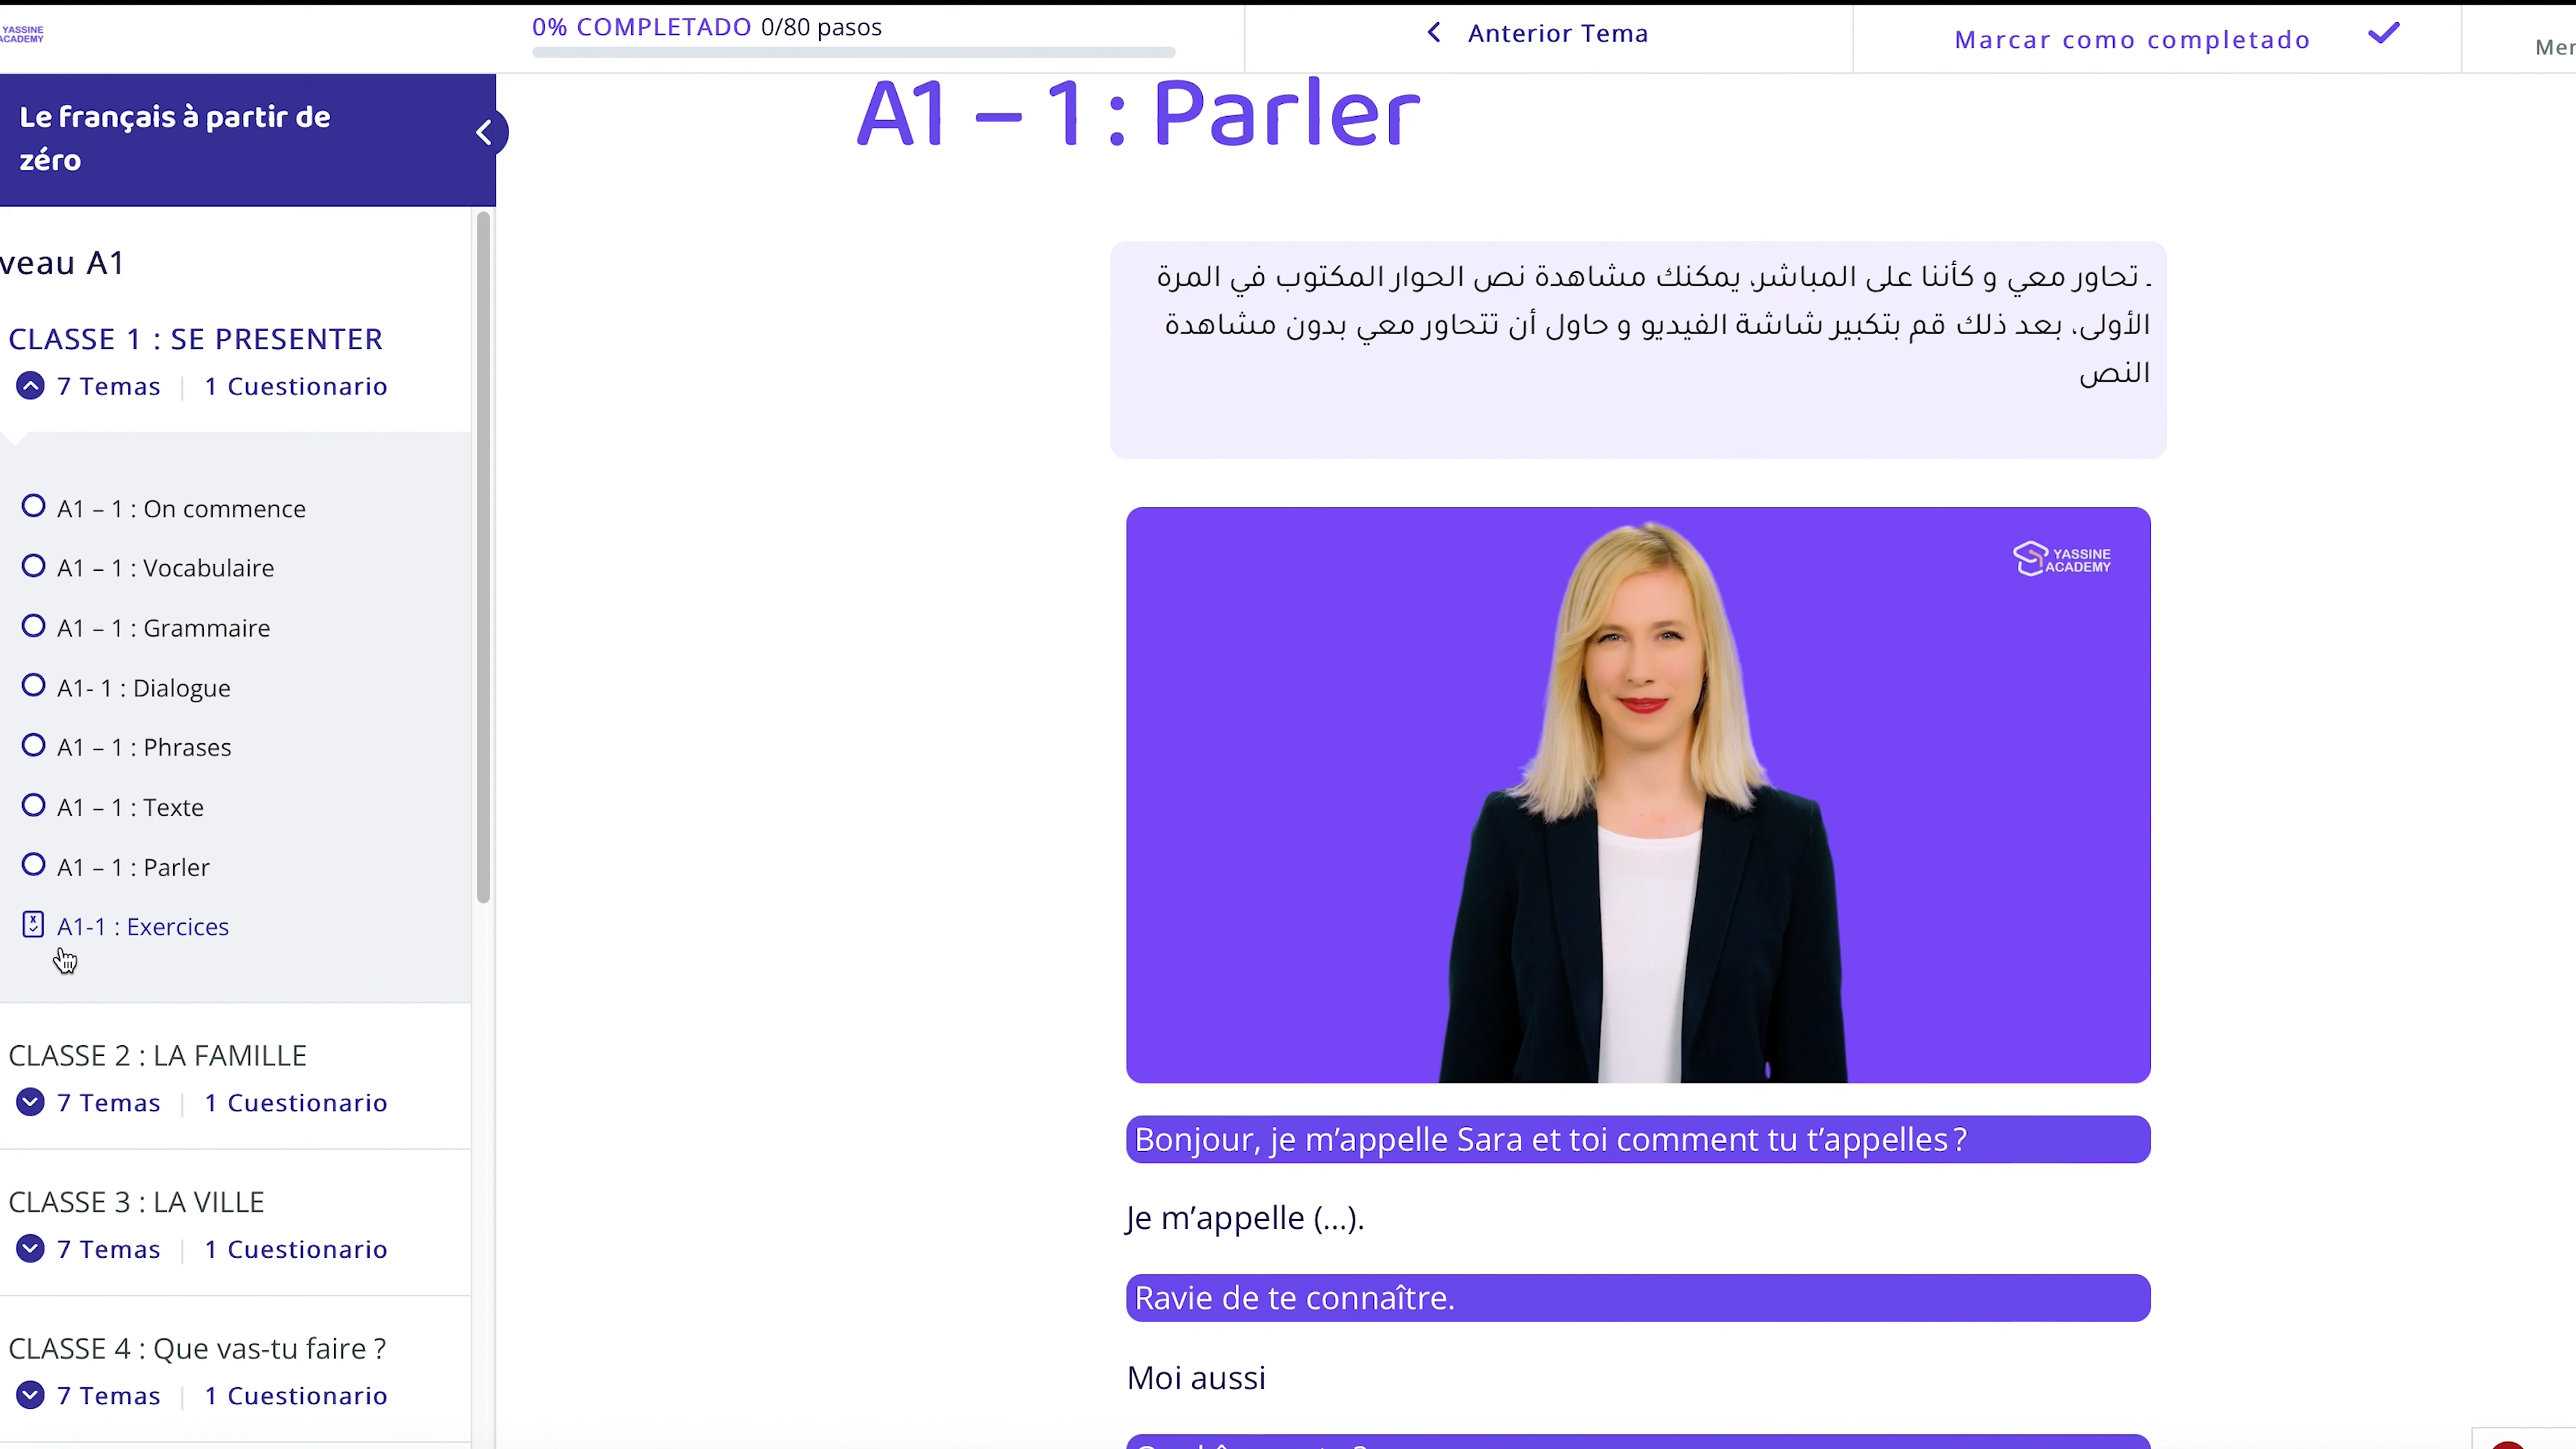 YASSINE
ACADEMY
0% COMPLETADO 0/80 pasos
Anterior Tema
Marcar como completado
Le français à partir de
zéro
veau A1
CLASSE 1 : SE PRESENTER
7 Temas | 1 Cuestionario
A1 – 1 : On commence
A1 – 1 : Vocabulaire
A1 – 1 : Grammaire
A1- 1 : Dialogue
A1 – 1 : Phrases
A1 – 1 : Texte
A1 – 1 : Parler
A1-1 : Exercices
CLASSE 2 : LA FAMILLE
7 Temas | 1 Cuestionario
CLASSE 3 : LA VILLE
7 Temas | 1 Cuestionario
CLASSE 4 : Que vas-tu faire ?
7 Temas | 1 Cuestionario
A1 – 1 : Parler
ـ تحاور معي و كأننا على المباشر، يمكنك مشاهدة نص الحوار المكتوب في المرة
الأولى، بعد ذلك قم بتكبير شاشة الفيديو و حاول أن تتحاور معي بدون مشاهدة
النص
YASSINE
ACADEMY
Bonjour, je m’appelle Sara et toi comment tu t’appelles ?
Je m’appelle (...).
Ravie de te connaître.
Moi aussi